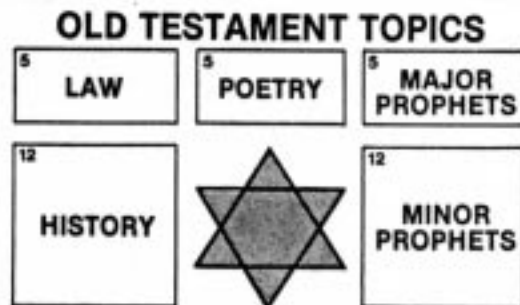 OLD TESTAMENT TOPICS
5
LAW
5
POETRY
5
MAJOR
PROPHETS
12
HISTORY
12
MINOR
PROPHETS